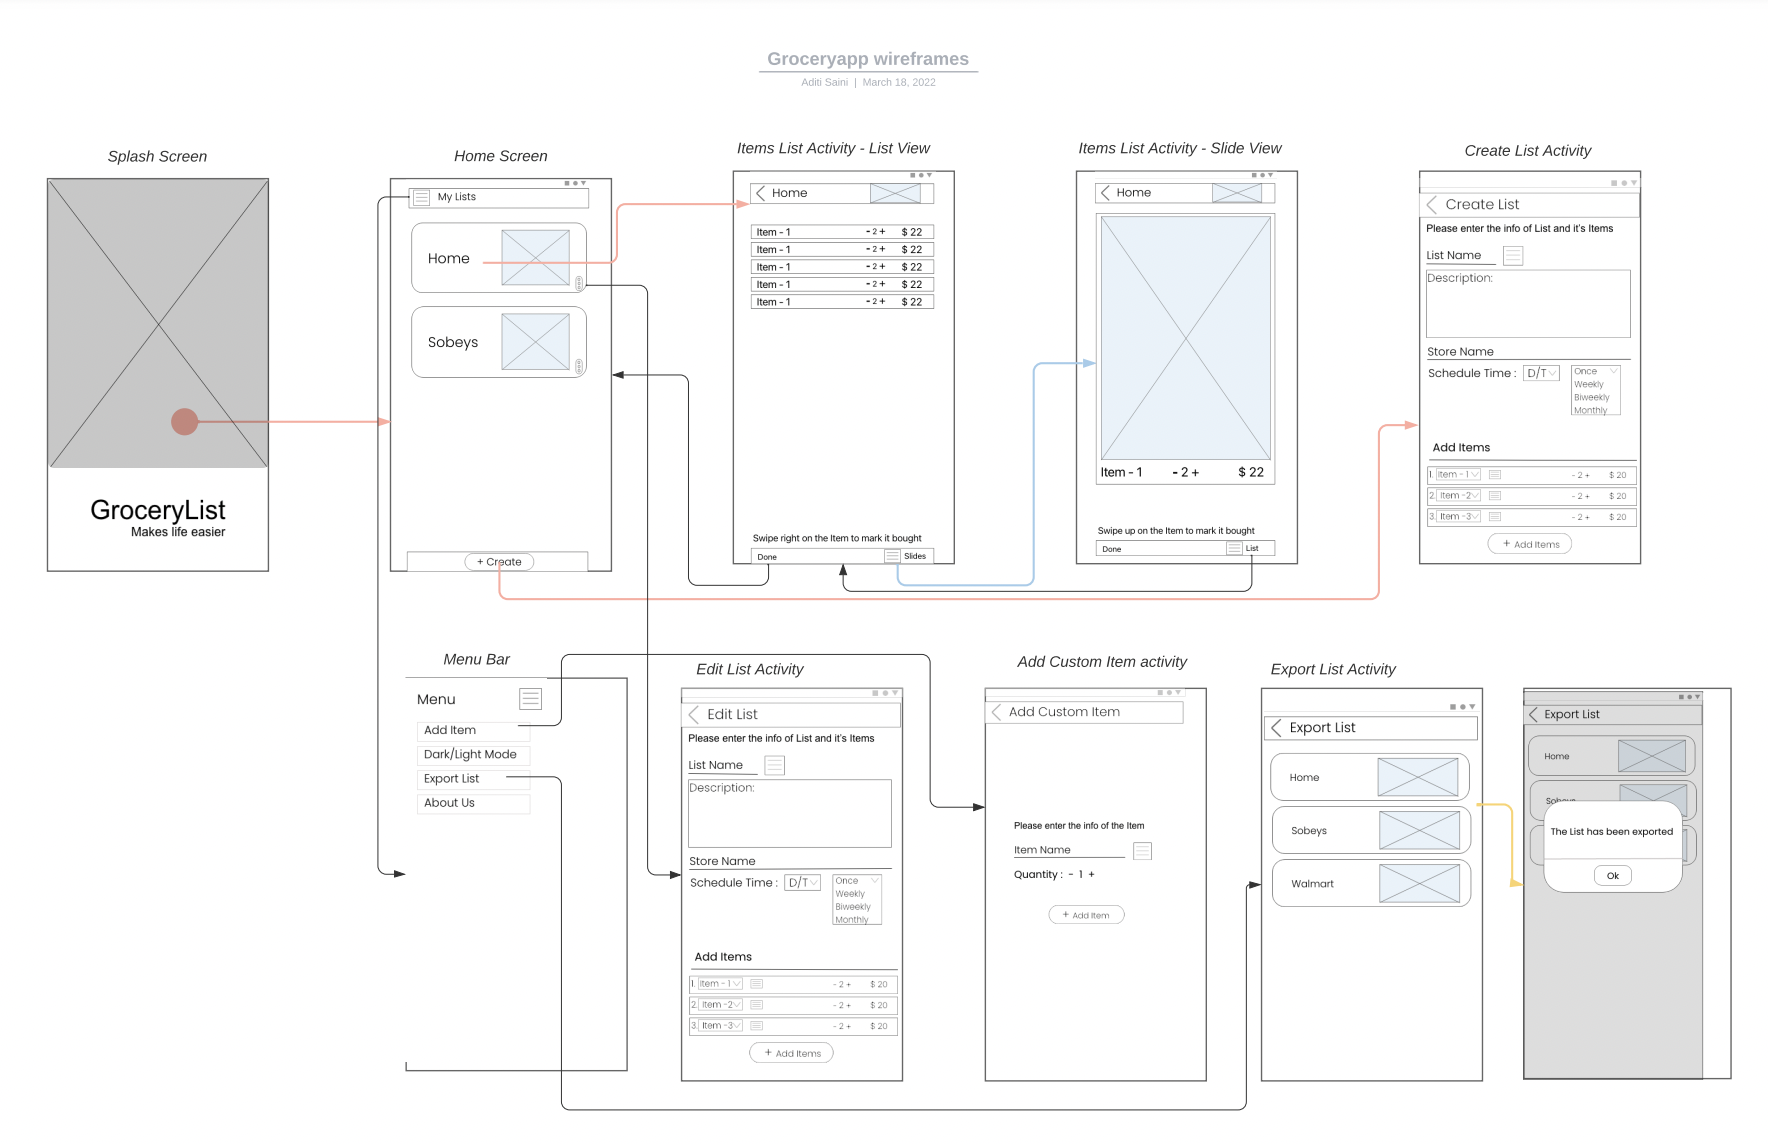 Groceryapp wireframes
Aditi Saini | March 18, 2022
Splash Screen
GroceryList
Makes life easier
Home Screen
My Lists
Home
Sobeys
+ Create
Items List Activity - List View
Home
Item - 1 - 2 + $ 22
Item - 1 - 2 + $ 22
Item - 1 - 2 + $ 22
Item - 1 - 2 + $ 22
Item - 1 - 2 + $ 22
Swipe right on the Item to mark it bought
Done Slides
Items List Activity - Slide View
Home
Item - 1 - 2 + $ 22
Swipe up on the Item to mark it bought
Done List
Create List Activity
Create List
Please enter the info of List and it's Items
List Name
Description:
Store Name
Schedule Time : D/T Once
Weekly
Biweekly
Monthly
Add Items
1. Item - 1 - 2 + $ 20
2. Item -2 - 2 + $ 20
3. Item -3 - 2 + $ 20
+ Add Items
Menu Bar
Menu
Add Item
Dark/Light Mode
Export List
About Us
Edit List Activity
Edit List
Please enter the info of List and it's Items
List Name
Description:
Store Name
Schedule Time : D/T Once
Weekly
Biweekly
Monthly
Add Items
1. Item - 1 - 2 + $ 20
2. Item -2 - 2 + $ 20
3. Item -3 - 2 + $ 20
+ Add Items
Add Custom Item activity
Add Custom Item
Please enter the info of the Item
Item Name
Quantity : - 1 +
+ Add Item
Export List Activity
Export List
Home
Sobeys
Walmart
Export List
Home
Sobeys
The List has been exported
Ok